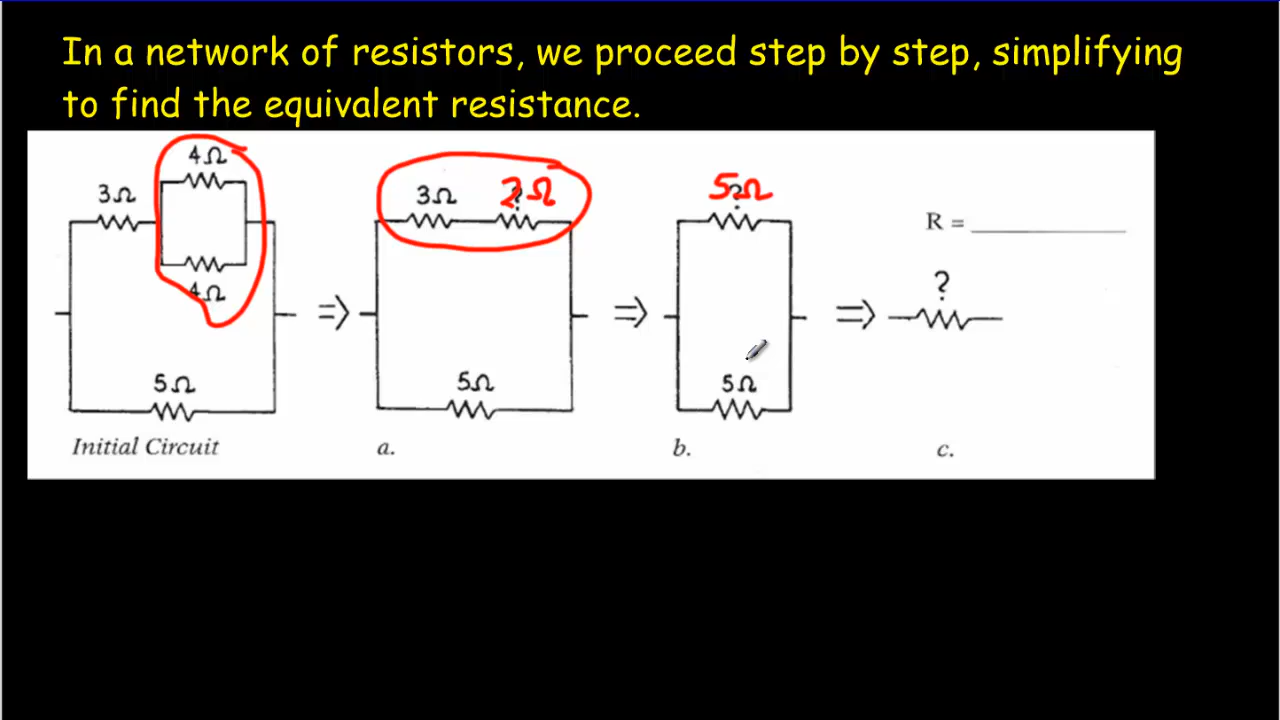 In a network of resistors, we proceed step by step, simplifying
to find the equivalent resistance.
4Ω
3Ω
4Ω
5Ω
Initial Circuit
⇒
3Ω
2Ω
5Ω
a.
⇒
5Ω
5Ω
b.
⇒
R =
?
c.